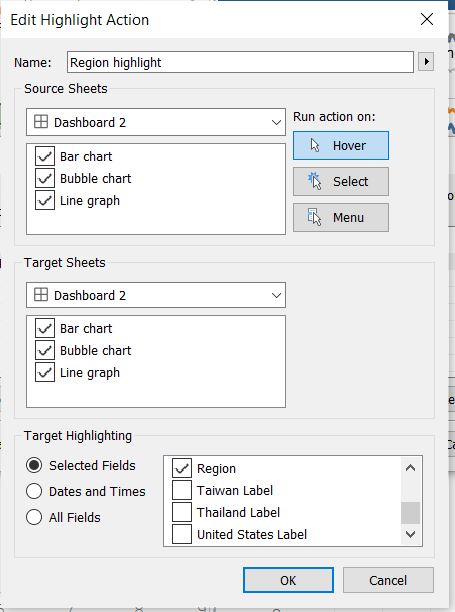 Edit Highlight Action
Name: Region highlight
Source Sheets
Dashboard 2
Run action on:
Bar chart
Bubble chart
Line graph
Hover
Select
Menu
Target Sheets
Dashboard 2
Bar chart
Bubble chart
Line graph
Target Highlighting
Selected Fields
Dates and Times
All Fields
Region
Taiwan Label
Thailand Label
United States Label
OK Cancel